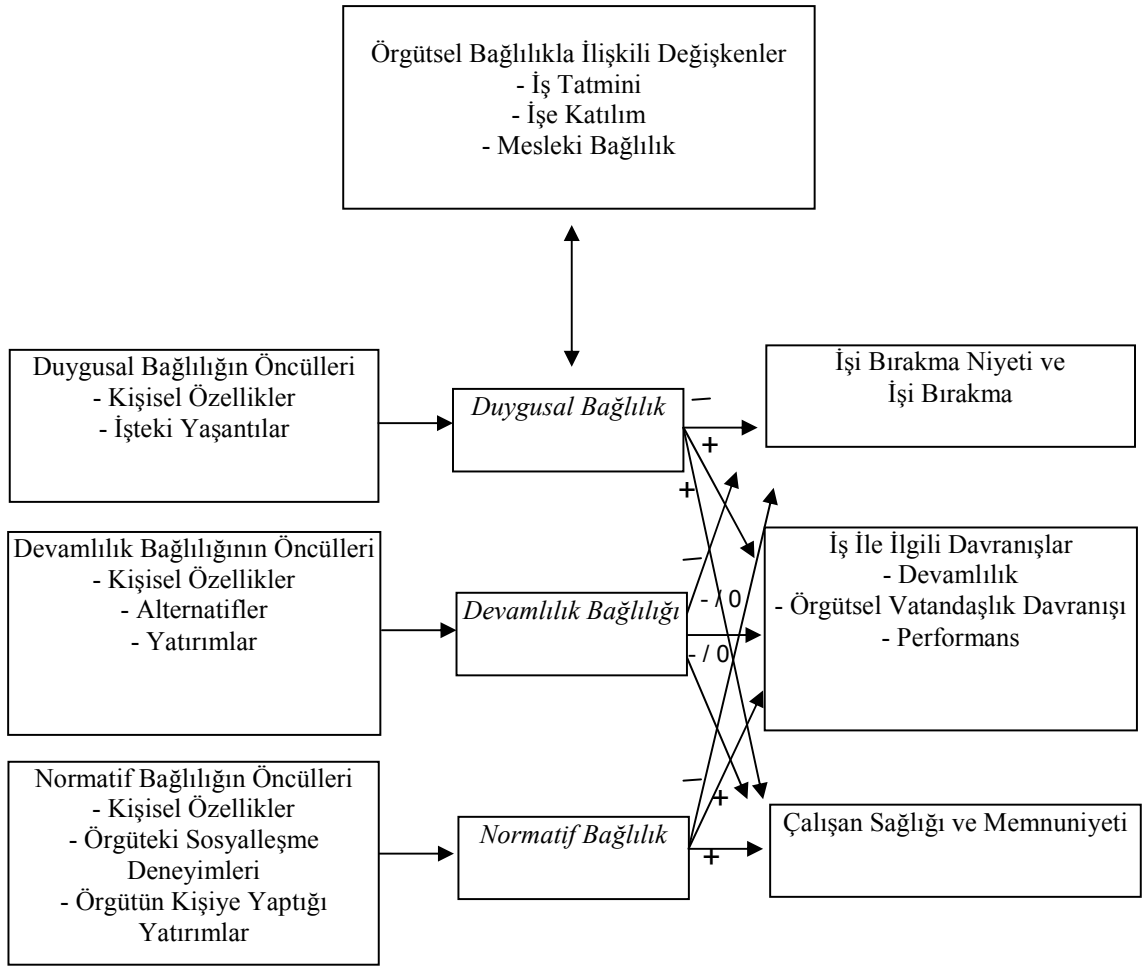 Örgütsel Bağlılıkla İlişkili Değişkenler
- İş Tatmini
- İşe Katılım
- Mesleki Bağlılık
Duygusal Bağlılığın Öncülleri
- Kişisel Özellikler
- İşteki Yaşantılar
Duygusal Bağlılık
—
+
+
İşi Bırakma Niyeti ve
İşi Bırakma
Devamlılık Bağlılığının Öncülleri
- Kişisel Özellikler
- Alternatifler
- Yatırımlar
Devamlılık Bağlılığı
—
- / 0
- / 0
İş İle İlgili Davranışlar
- Devamlılık
- Örgütsel Vatandaşlık Davranışı
- Performans
Normatif Bağlılığın Öncülleri
- Kişisel Özellikler
- Örgüteki Sosyalleşme
Deneyimleri
- Örgütün Kişiye Yaptığı
Yatırımlar
Normatif Bağlılık
—
+
+
Çalışan Sağlığı ve Memnuniyeti